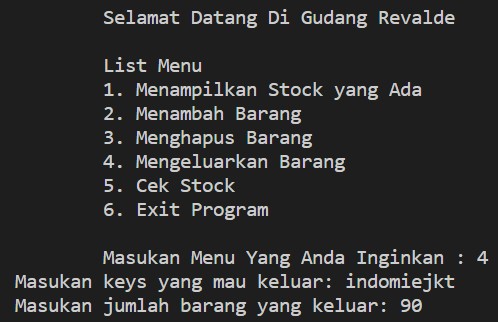 Selamat Datang Di Gudang Revalde
List Menu
1. Menampilkan Stock yang Ada
2. Menambah Barang
3. Menghapus Barang
4. Mengeluarkan Barang
5. Cek Stock
6. Exit Program
Masukan Menu Yang Anda Inginkan : 4
Masukan keys yang mau keluar: indomiejkt
Masukan jumlah barang yang keluar: 90